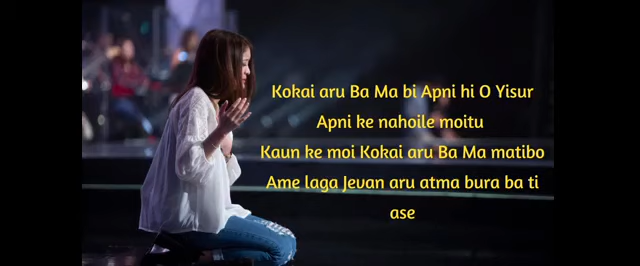 Kokai aru Ba Ma bi Apni hi O Yisur
Apni ke nahoile moitu
Kaun ke moi Kokai aru Ba Ma matibo
Ame laga Jevan aru atma bura ba ti
ase